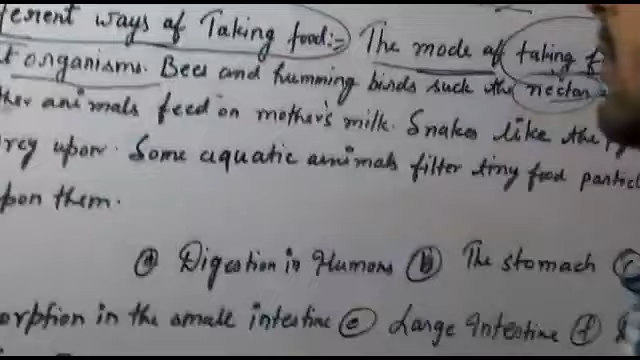 erent ways of Taking food:- The mode of taking f
t organisms. Bees and humming birds suck the nectar
ther animals feed on mother's milk. Snakes like the
rey upon. Some aquatic animals filter tiny food particl
pon them.
ⓐ Digestion in Humans ⓑ The stomach
orption in the small intestine ⓔ Large Intestine ⓕ